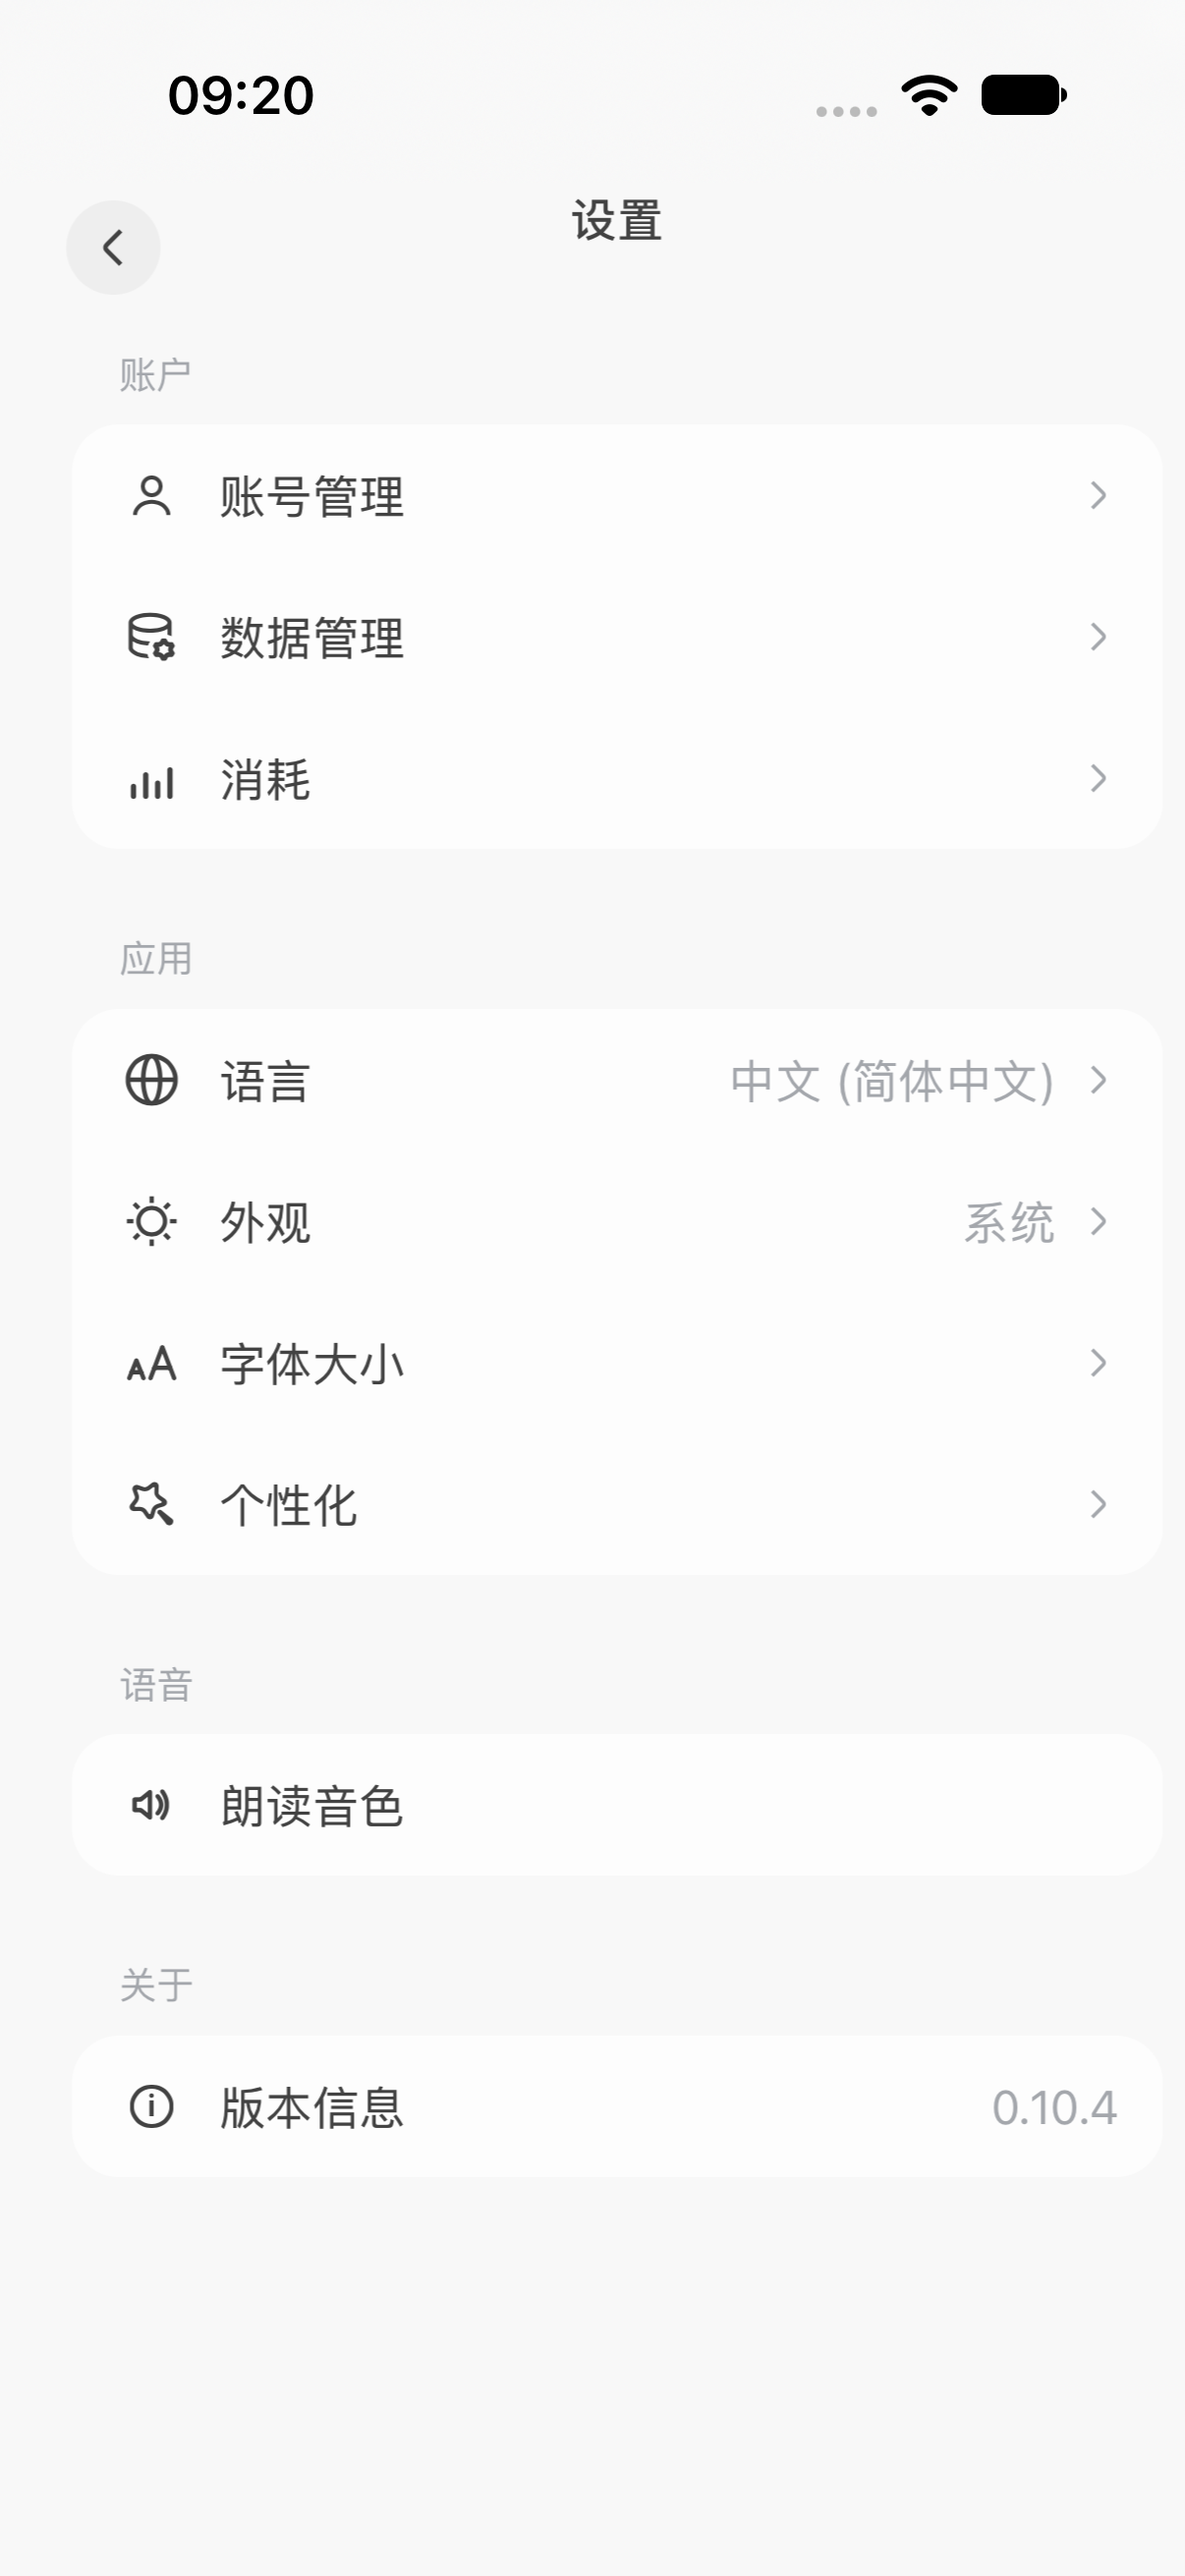 09:20
设置
账户
账号管理
数据管理
消耗
应用
语言 中文 (简体中文)
外观 系统
字体大小
个性化
语音
朗读音色
关于
版本信息 0.10.4